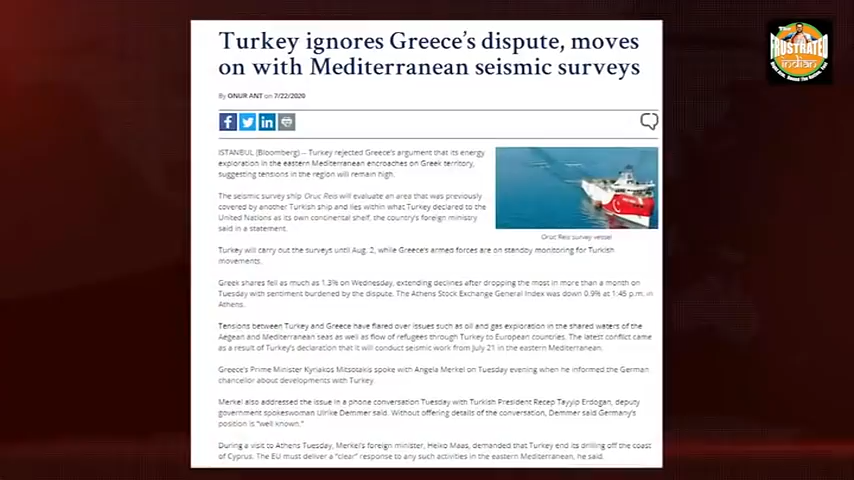 Turkey ignores Greece's dispute, moves
on with Mediterranean seismic surveys
By ONUR ANT on 7/22/2020
ISTANBUL (Bloomberg) -- Turkey rejected Greece's argument that its energy
exploration in the eastern Mediterranean encroaches on Greek territory,
suggesting tensions in the region will remain high.
The seismic survey ship Oruc Reis will evaluate an area that was previously
covered by another Turkish ship and lies within what Turkey declared to the
United Nations as its own continental shelf, the country's foreign ministry
said in a statement.
Oruc Reis survey vessel
Turkey will carry out the surveys until Aug. 2, while Greece's armed forces are on standby monitoring for Turkish
movements.
Greek shares fell as much as 1.3% on Wednesday, extending declines after dropping the most in more than a month on
Tuesday with sentiment burdened by the dispute. The Athens Stock Exchange General Index was down 0.9% at 1:45 p.m. in
Athens.
Tensions between Turkey and Greece have flared over issues such as oil and gas exploration in the shared waters of the
Aegean and Mediterranean seas as well as flow of refugees through Turkey to European countries. The latest conflict came
as a result of Turkey's declaration that it will conduct seismic work from July 21 in the eastern Mediterranean.
Greece's Prime Minister Kyriakos Mitsotakis spoke with Angela Merkel on Tuesday evening when he informed the German
chancellor about developments with Turkey.
Merkel also addressed the issue in a phone conversation Tuesday with Turkish President Recep Tayyip Erdogan, deputy
government spokeswoman Ulrike Demmer said. Without offering details of the conversation, Demmer said Germany's
position is "well known."
During a visit to Athens Tuesday, Merkel's foreign minister, Heiko Maas, demanded that Turkey end its drilling off the coast
of Cyprus. The EU must deliver a "clear" response to any such activities in the eastern Mediterranean, he said.
The
FRUSTRATED
indian